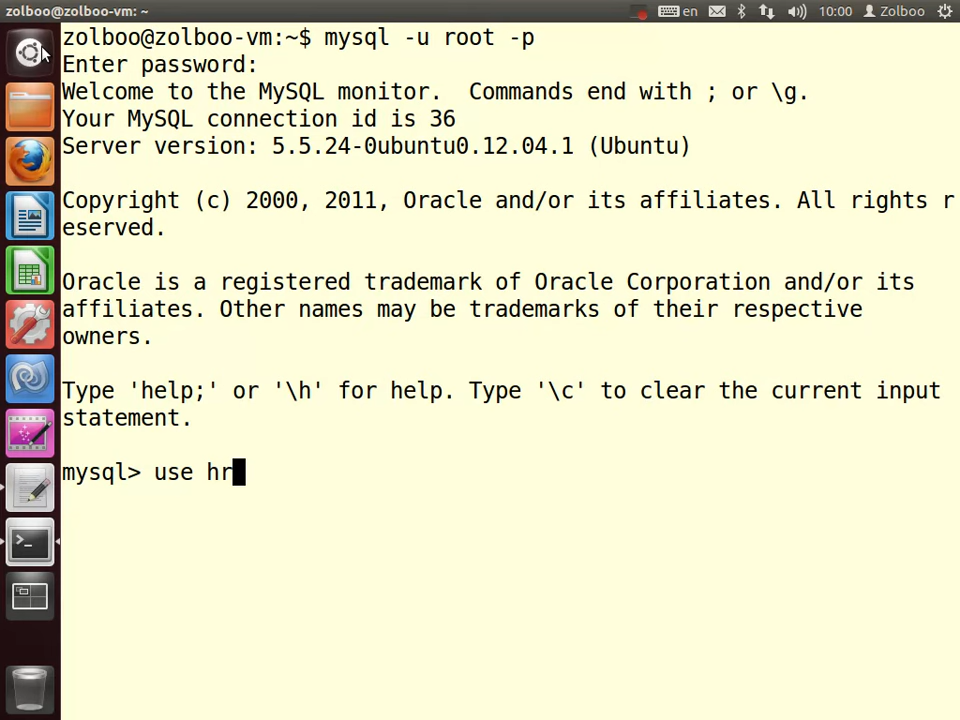 zolboo@zolboo-vm: ~
en
10:00
Zolboo
zolboo@zolboo-vm:~$ mysql -u root -p
Enter password:
Welcome to the MySQL monitor.  Commands end with ; or \g.
Your MySQL connection id is 36
Server version: 5.5.24-0ubuntu0.12.04.1 (Ubuntu)
Copyright (c) 2000, 2011, Oracle and/or its affiliates. All rights r
eserved.
Oracle is a registered trademark of Oracle Corporation and/or its
affiliates. Other names may be trademarks of their respective
owners.
Type 'help;' or '\h' for help. Type '\c' to clear the current input
statement.
mysql> use hr